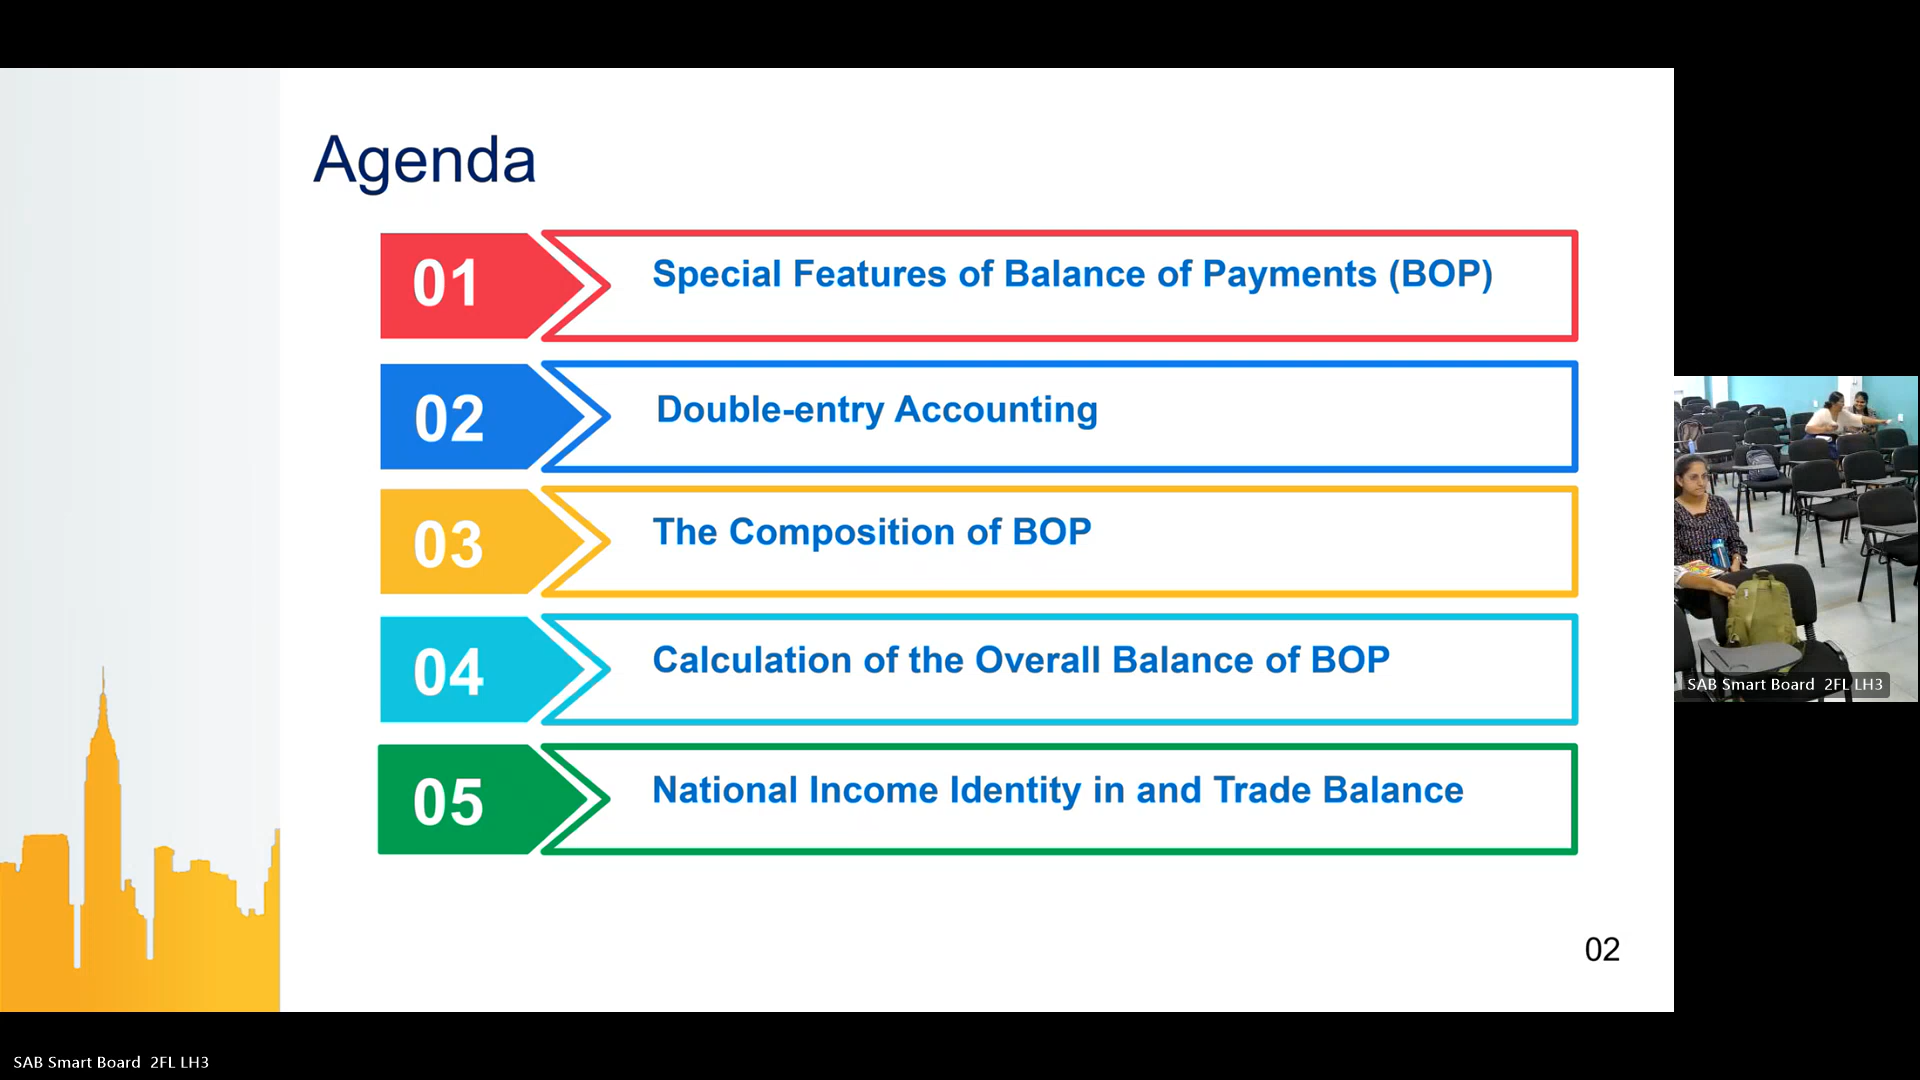 Agenda
01
Special Features of Balance of Payments (BOP)
02
Double-entry Accounting
03
The Composition of BOP
04
Calculation of the Overall Balance of BOP
05
National Income Identity in and Trade Balance
02
SAB Smart Board 2FL LH3
SAB Smart Board 2FL LH3